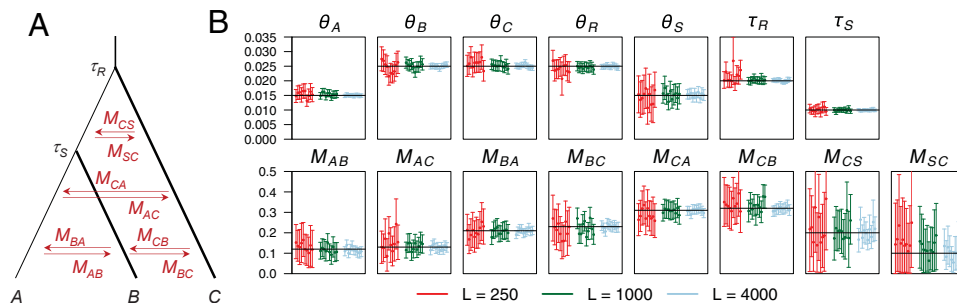 A
τR
MCS
MSC
τS
MCA
MAC
MBA
MCB
MAB
MBC
A B C
B
θA θB θC θR θS τR τS
0.035
0.030
0.025
0.020
0.015
0.010
0.005
0.000
MAB MAC MBA MBC MCA MCB MCS MSC
0.5
0.4
0.3
0.2
0.1
0.0
L = 250 L = 1000 L = 4000